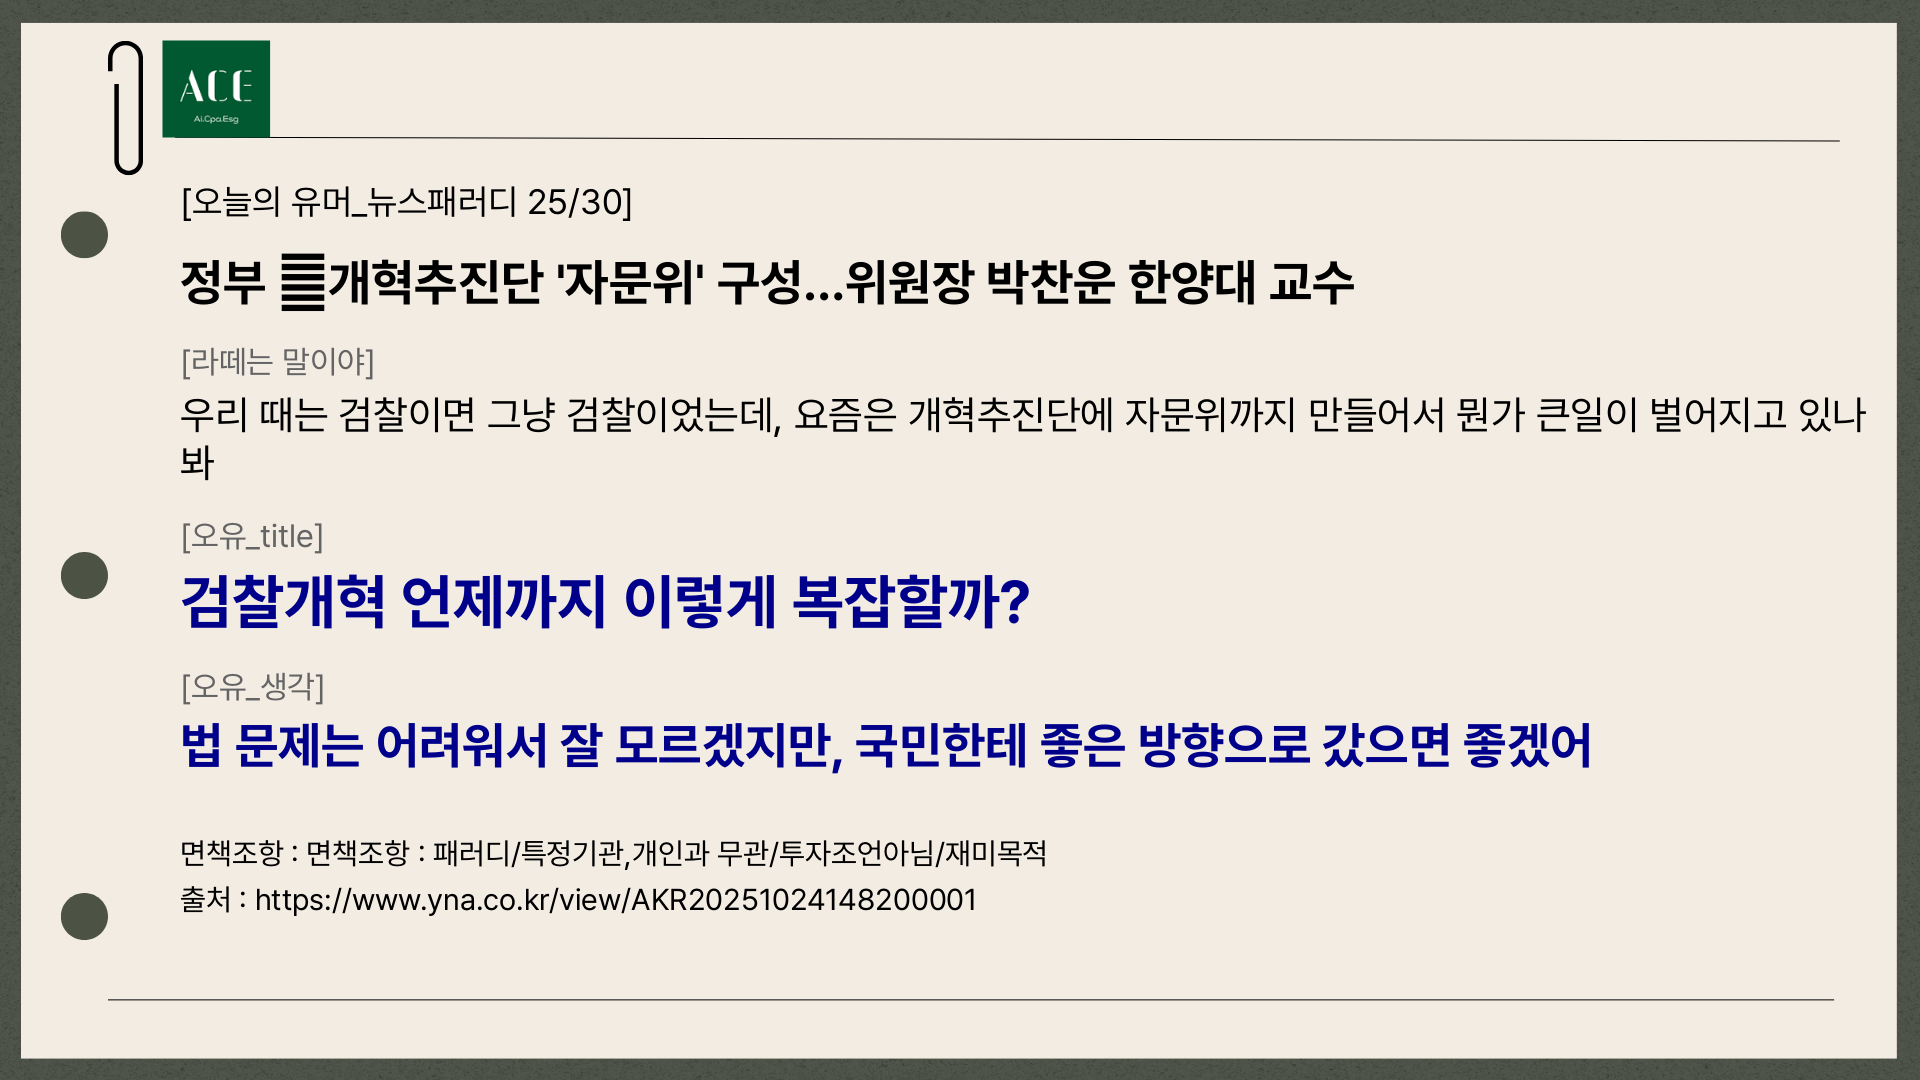 ACE
Ai.Cpa.Esg
[오늘의 유머_뉴스패러디 25/30]
정부 개혁추진단 '자문위' 구성...위원장 박찬운 한양대 교수
[라떼는 말이야]
우리 때는 검찰이면 그냥 검찰이었는데, 요즘은 개혁추진단에 자문위까지 만들어서 뭔가 큰일이 벌어지고 있나
봐
[오유_title]
검찰개혁 언제까지 이렇게 복잡할까?
[오유_생각]
법 문제는 어려워서 잘 모르겠지만, 국민한테 좋은 방향으로 갔으면 좋겠어
면책조항 : 면책조항 : 패러디/특정기관,개인과 무관/투자조언아님/재미목적
출처 : https://www.yna.co.kr/view/AKR20251024148200001